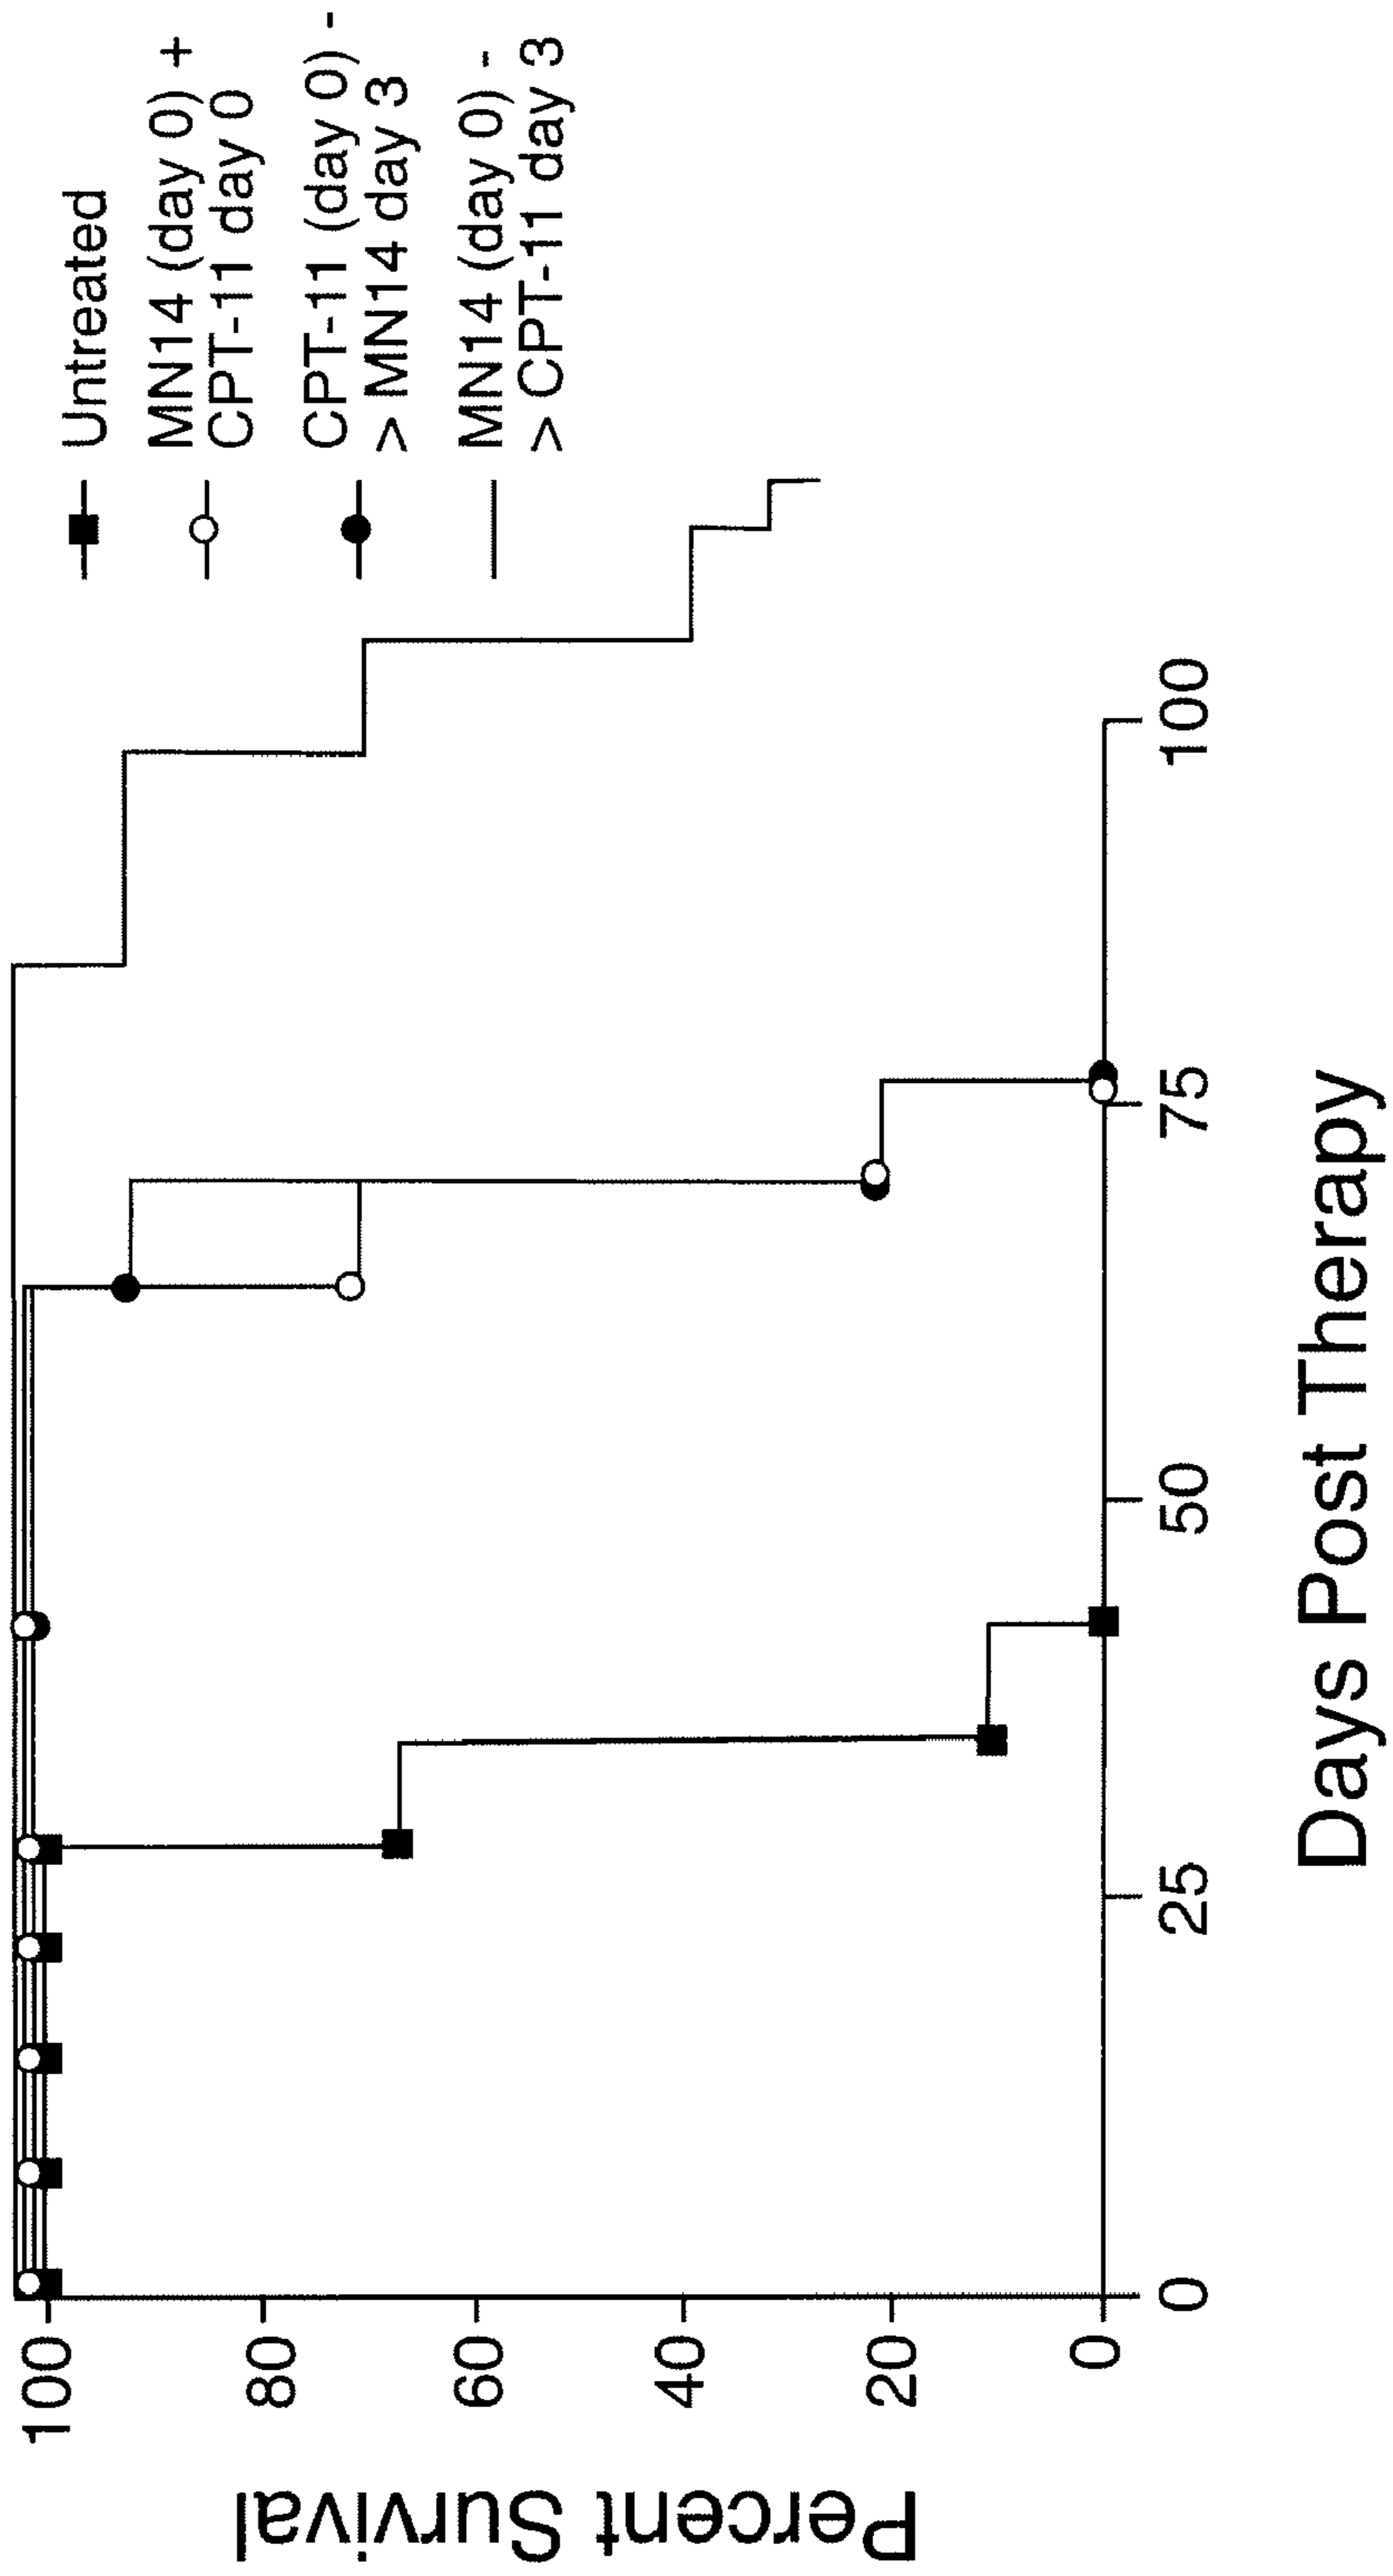 Untreated
MN14 (day 0) +
CPT-11 day 0
CPT-11 (day 0) -
> MN14 day 3
MN14 (day 0) -
> CPT-11 day 3
Percent Survival
100
80
60
40
20
0
0
25
50
75
100
Days Post Therapy